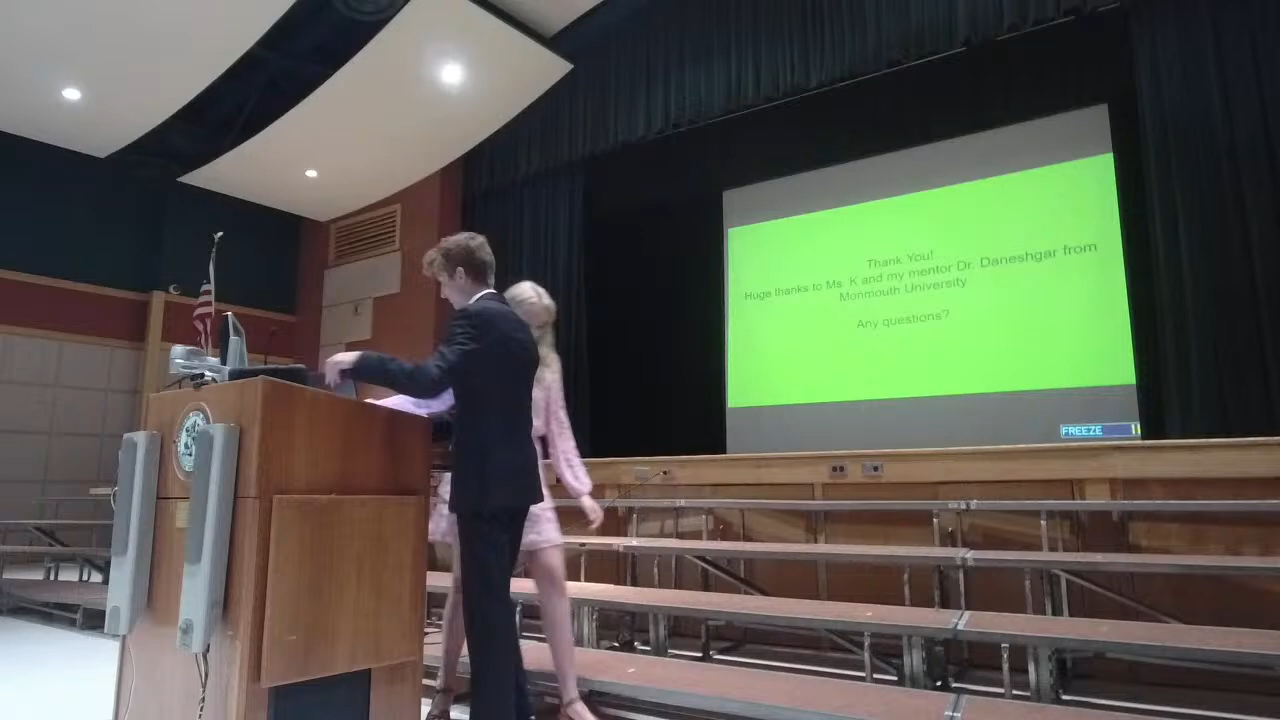 Thank You!
Huge thanks to Ms. K and my mentor Dr. Daneshgar from
Monmouth University
Any questions?
FREEZE